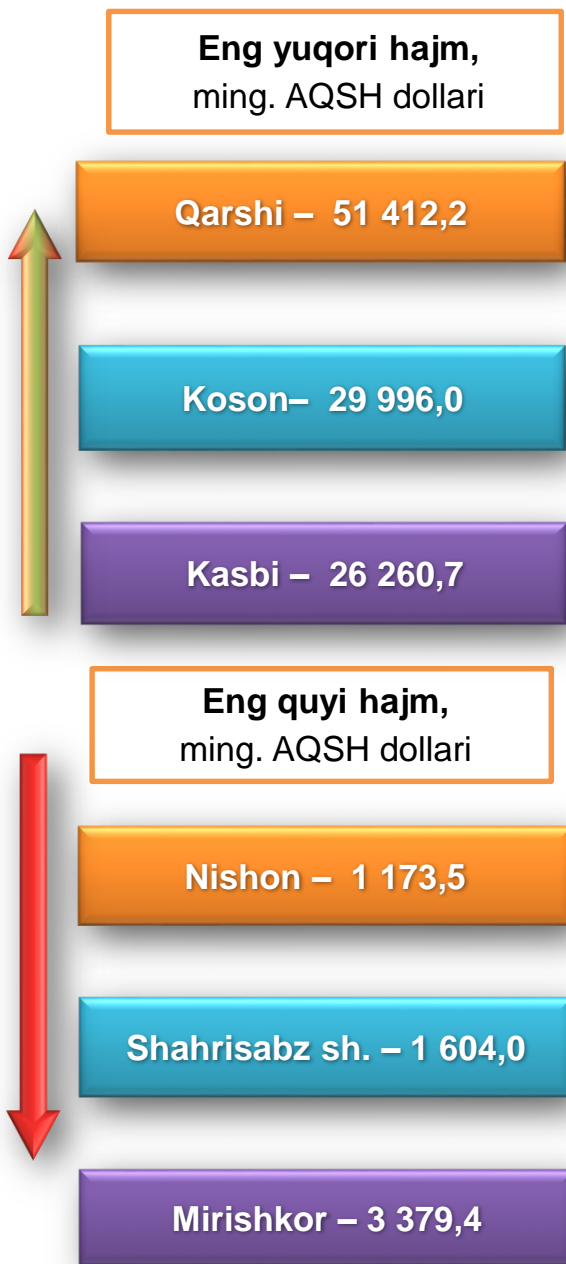 Eng yuqori hajm,
ming. AQSH dollari
Qarshi – 51 412,2
Koson– 29 996,0
Kasbi – 26 260,7
Eng quyi hajm,
ming. AQSH dollari
Nishon – 1 173,5
Shahrisabz sh. – 1 604,0
Mirishkor – 3 379,4